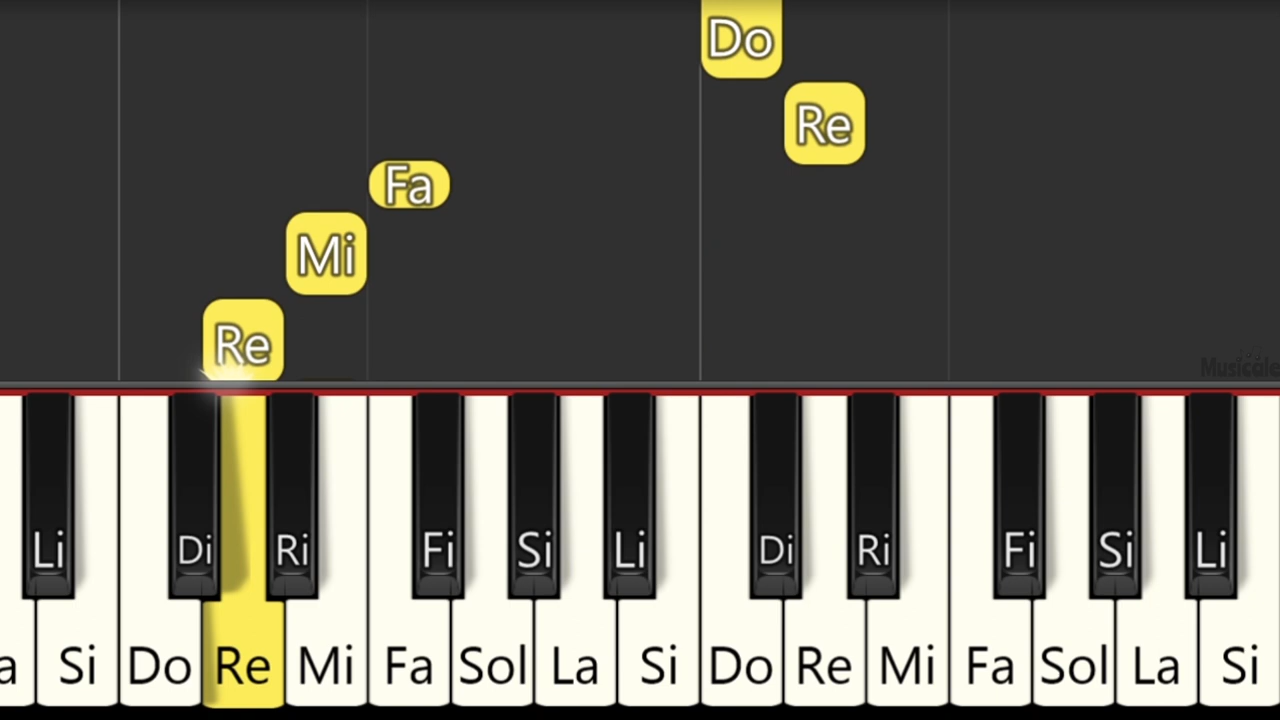 Do
Re
Fa
Mi
Re
Musicale
Li Di Ri Fi Si Li Di Ri Fi Si Li
a Si Do Re Mi Fa Sol La Si Do Re Mi Fa Sol La Si